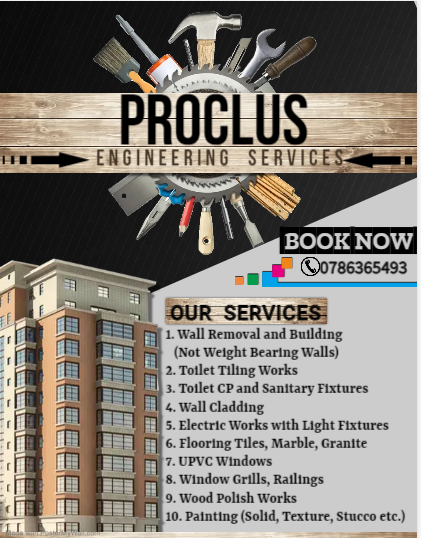 PROCLUS
ENGINEERING SERVICES
BOOK NOW
0786365493
OUR SERVICES
1. Wall Removal and Building
(Not Weight Bearing Walls)
2. Toilet Tiling Works
3. Toilet CP and Sanitary Fixtures
4. Wall Cladding
5. Electric Works with Light Fixtures
6. Flooring Tiles, Marble, Granite
7. UPVC Windows
8. Window Grills, Railings
9. Wood Polish Works
10. Painting (Solid, Texture, Stucco etc.)